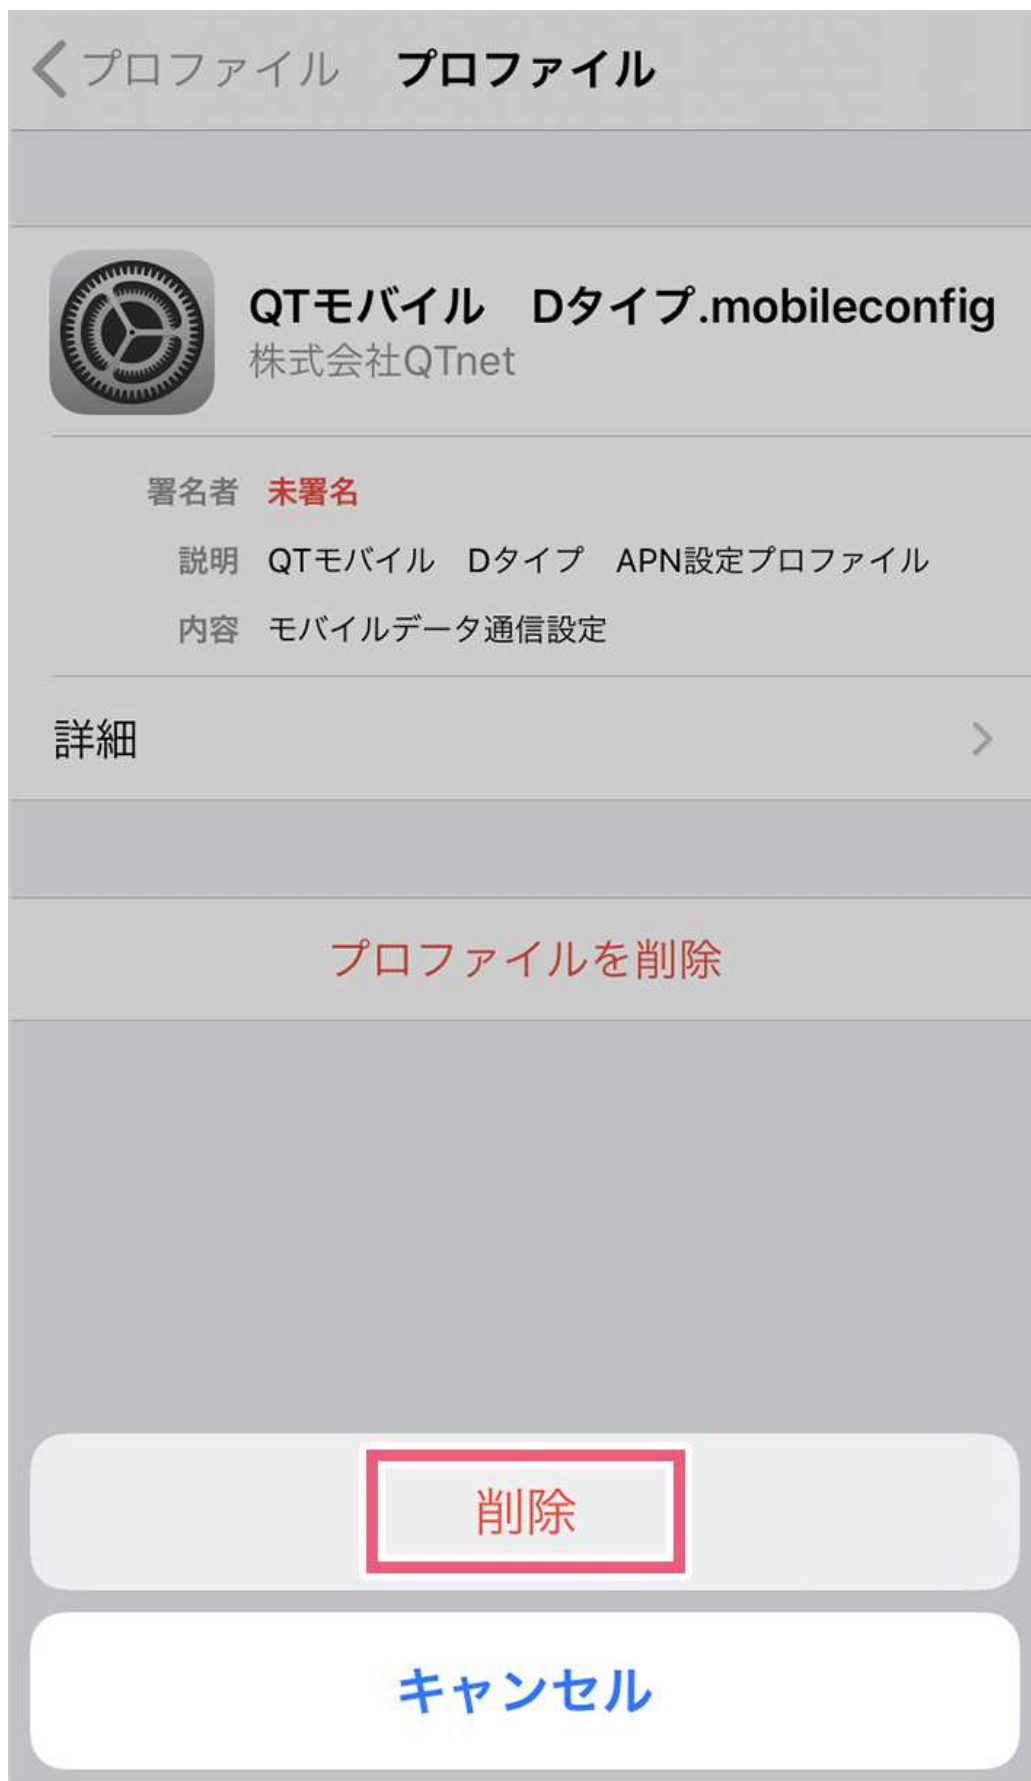 プロファイル プロファイル
QTモバイル Dタイプ.mobileconfig
株式会社QTnet
署名者 未署名
説明 QTモバイル Dタイプ APN設定プロファイル
内容 モバイルデータ通信設定
詳細
プロファイルを削除
削除
キャンセル